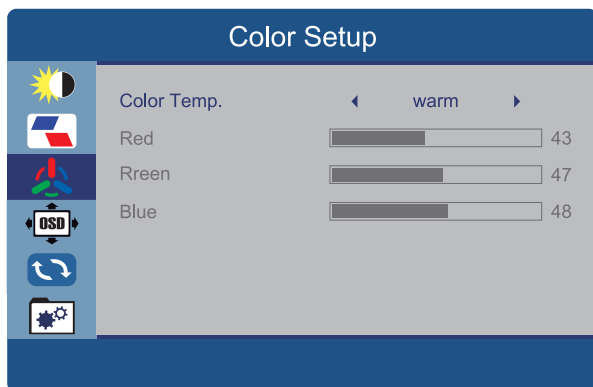 Color Setup
Color Temp. warm
Red 43
Rreen 47
Blue 48
OSD